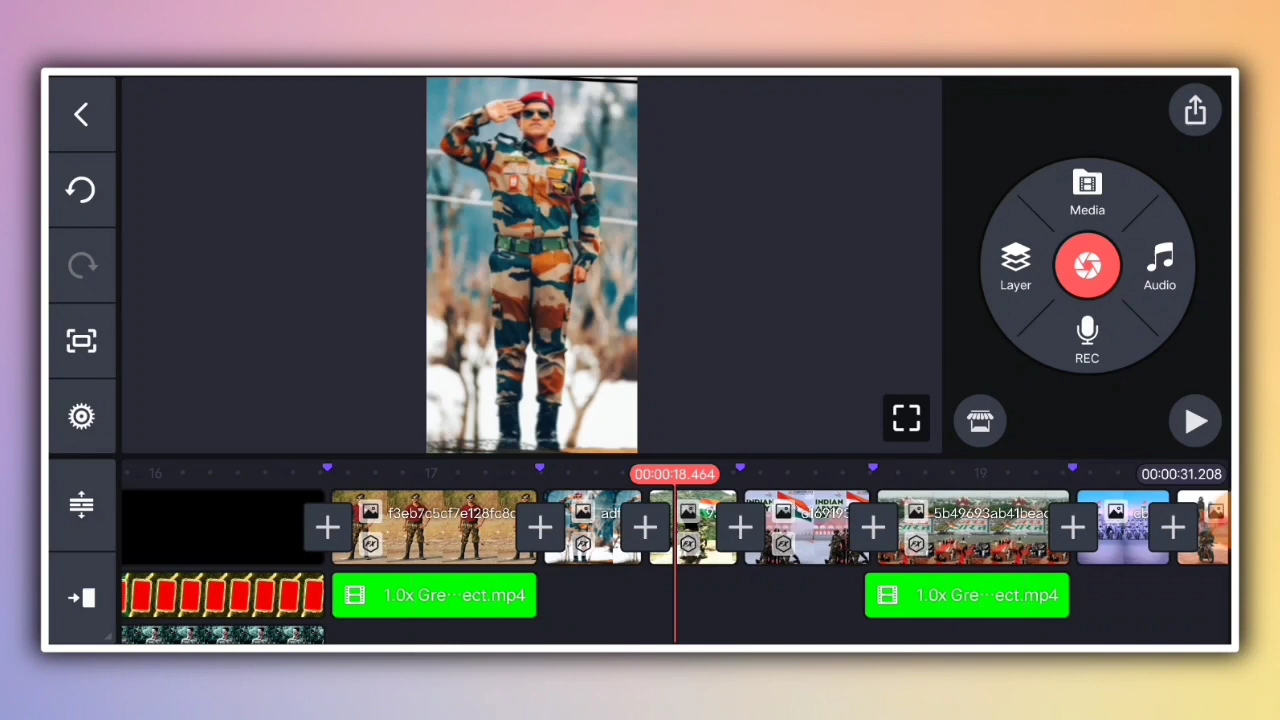 Media
Layer
Audio
REC
16
17
00:00:18.464
19
00:00:31.208
f3eb7c5cf7e128fc8c
INDIAN
INDIAN
5b49693ab41beac
1.0x Gre···ect.mp4
1.0x Gre···ect.mp4